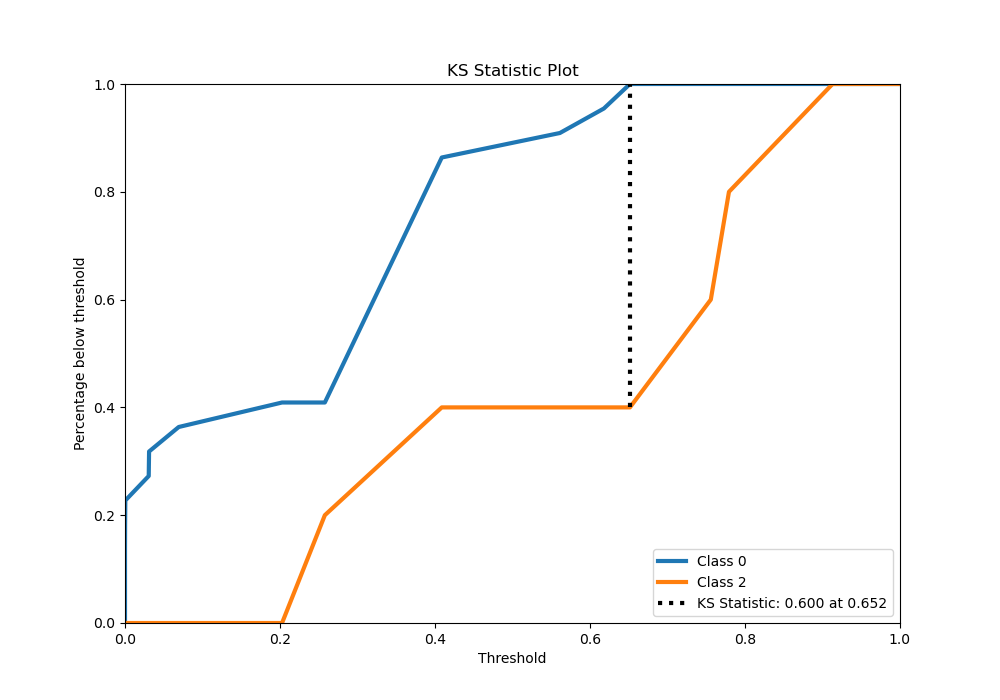 KS Statistic Plot
Percentage below threshold
1.0
0.8
0.6
0.4
0.2
0.0
0.0 0.2 0.4 0.6 0.8 1.0
Threshold
Class 0
Class 2
KS Statistic: 0.600 at 0.652